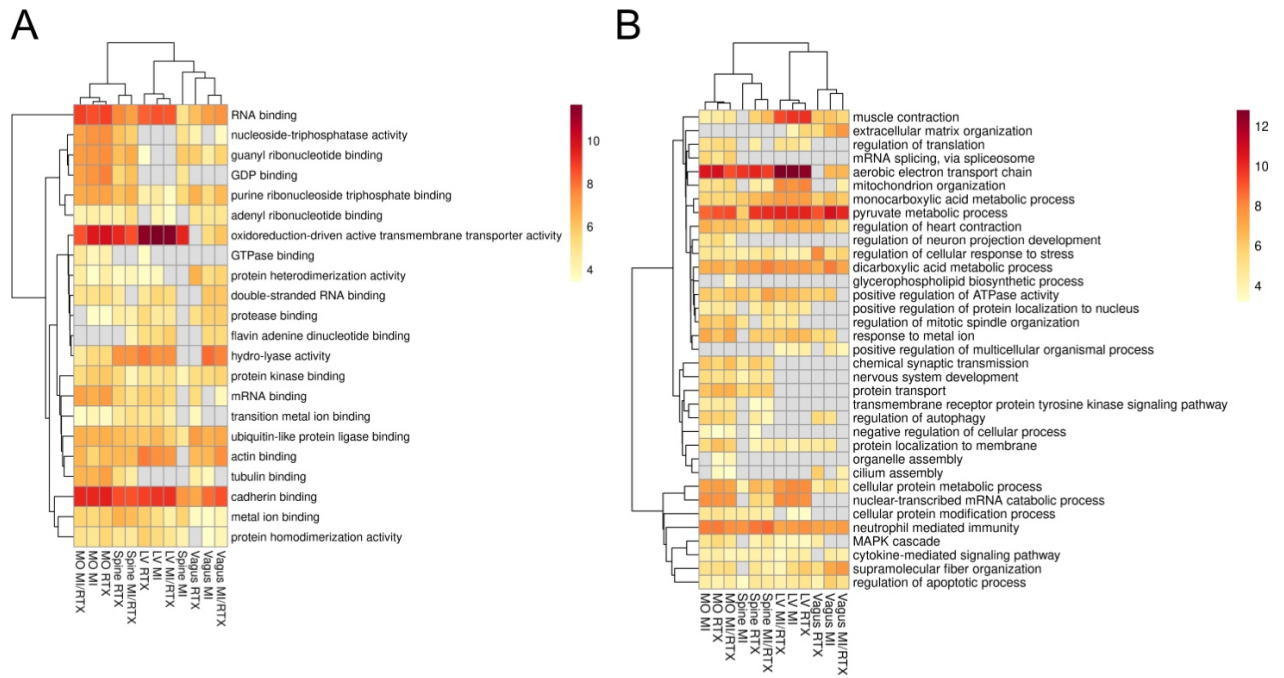 A
RNA binding
nucleoside-triphosphatase activity
guanyl ribonucleotide binding
GDP binding
purine ribonucleoside triphosphate binding
adenyl ribonucleotide binding
oxidoreduction-driven active transmembrane transporter activity
GTPase binding
protein heterodimerization activity
double-stranded RNA binding
protease binding
flavin adenine dinucleotide binding
hydro-lyase activity
protein kinase binding
mRNA binding
transition metal ion binding
ubiquitin-like protein ligase binding
actin binding
tubulin binding
cadherin binding
metal ion binding
protein homodimerization activity
MO MI/RTX
MO MI
MO RTX
Spine RTX
Spine MI/RTX
LV RTX
LV MI
LV MI/RTX
Spine MI
Vagus RTX
Vagus MI
Vagus MI/RTX
10
8
6
4
B
muscle contraction
extracellular matrix organization
regulation of translation
mRNA splicing, via spliceosome
aerobic electron transport chain
mitochondrion organization
monocarboxylic acid metabolic process
pyruvate metabolic process
regulation of heart contraction
regulation of neuron projection development
regulation of cellular response to stress
dicarboxylic acid metabolic process
glycerophospholipid biosynthetic process
positive regulation of ATPase activity
positive regulation of protein localization to nucleus
regulation of mitotic spindle organization
response to metal ion
positive regulation of multicellular organismal process
chemical synaptic transmission
nervous system development
protein transport
transmembrane receptor protein tyrosine kinase signaling pathway
regulation of autophagy
negative regulation of cellular process
protein localization to membrane
organelle assembly
cilium assembly
cellular protein metabolic process
nuclear-transcribed mRNA catabolic process
cellular protein modification process
neutrophil mediated immunity
MAPK cascade
cytokine-mediated signaling pathway
supramolecular fiber organization
regulation of apoptotic process
MO MI
MO RTX
MO MI/RTX
Spine MI
Spine RTX
Spine MI/RTX
LV MI/RTX
LV MI
LV RTX
Vagus RTX
Vagus MI
Vagus MI/RTX
12
10
8
6
4